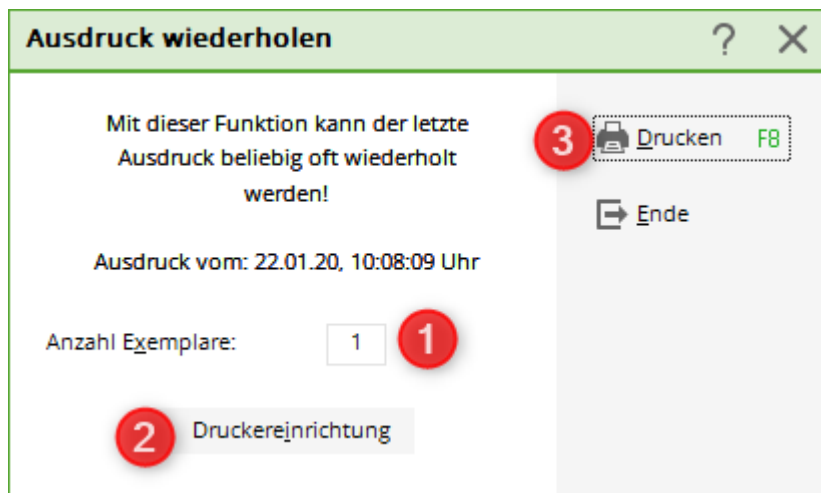 Ausdruck wiederholen ? X
Mit dieser Funktion kann der letzte
Ausdruck beliebig oft wiederholt
werden!
Ausdruck vom: 22.01.20, 10:08:09 Uhr
Anzahl Exemplare: 1 1
2 Druckereinrichtung
3 Drucken F8
Ende